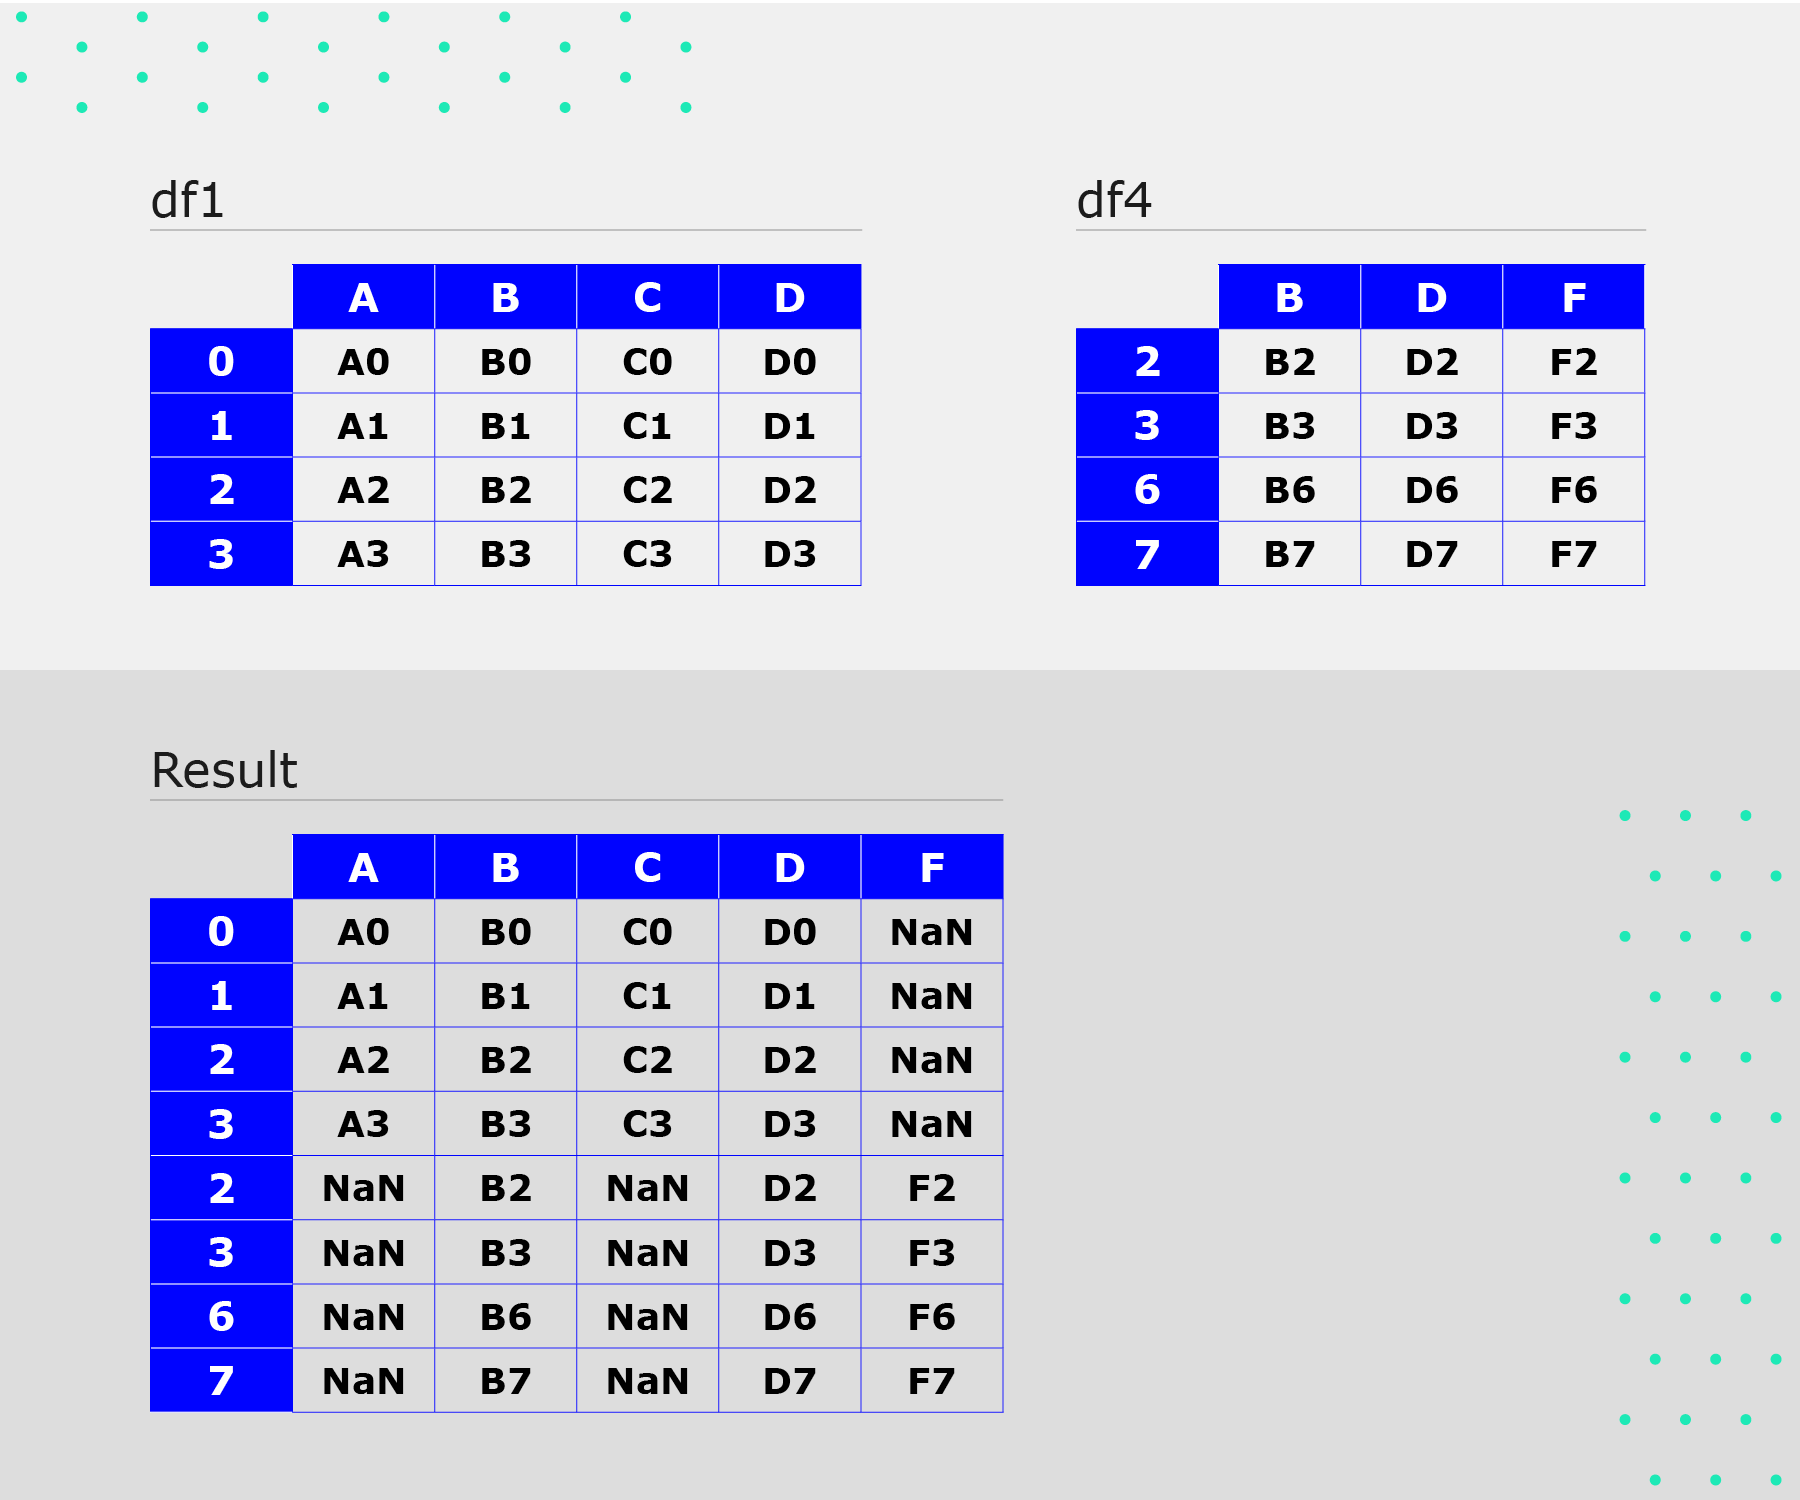 df1
A B C D
0 A0 B0 C0 D0
1 A1 B1 C1 D1
2 A2 B2 C2 D2
3 A3 B3 C3 D3
df4
B D F
2 B2 D2 F2
3 B3 D3 F3
6 B6 D6 F6
7 B7 D7 F7
Result
A B C D F
0 A0 B0 C0 D0 NaN
1 A1 B1 C1 D1 NaN
2 A2 B2 C2 D2 NaN
3 A3 B3 C3 D3 NaN
2 NaN B2 NaN D2 F2
3 NaN B3 NaN D3 F3
6 NaN B6 NaN D6 F6
7 NaN B7 NaN D7 F7